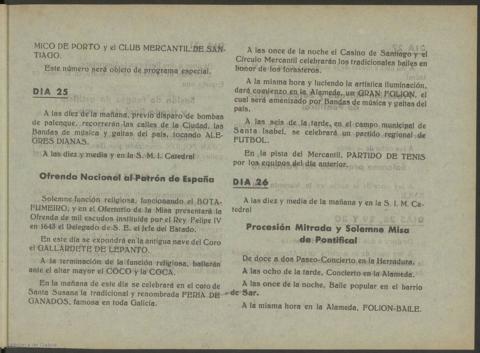 MICO DE PORTO y el CLUB MERCANTIL DE SAN-
TIAGO.
Este número será objeto de programa especial.
DIA 25
A las diez de la mañana, previo disparo de bombas
de palenque, recorrerán las calles de la Ciudad, las
Bandas de música y gaitas del país, tocando ALE-
GRES DIANAS.
A las diez y media y en la S. M. I. Catedral
Ofrenda Nacional al Patrón de España
Solemne función religiosa, funcionando el BOTA-
FUMEIRO, y en el Ofertorio de la Misa presentará la
Ofrenda de mil escudos instituída por el Rey Felipe IV
en 1643 el Delegado de S. E. el Jefe del Estado.
En este día se expondrá en la antigua nave del Coro
el GALLARDETE DE LEPANTO.
A la terminación de la función religiosa, bailarán
ante el altar mayor el COCO y la COCA.
En la mañana de este día se celebrará en el coto de
Santa Susana la tradicional y renombrada FERIA DE
GANADOS, famosa en toda Galicia.
A las once de la noche el Casino de Santiago y el
Círculo Mercantil celebrarán los tradicionales bailes en
honor de los forasteros.
A la misma hora y luciendo la artística iluminación,
dará comienzo en la Alameda, un GRAN FOLION, el
cual será amenizado por Bandas de música y gaitas del
país.
A las seis de la tarde, en el campo municipal de
Santa Isabel, se celebrará un partido regional de
FUTBOL.
En la pista del Mercantil, PARTIDO DE TENIS
por los equipos del día anterior.
DIA 26
A las diez y media de la mañana y en la S. I. M. Ca-
tedral
Procesión Mitrada y Solemne Misa
de Pontifical
De doce a dos Paseo-Concierto en la Herradura.
A las ocho de la tarde, Concierto en la Alameda.
A las once de la noche, Baile popular en el barrio
de Sar.
A la misma hora en la Alameda, FOLION-BAILE.